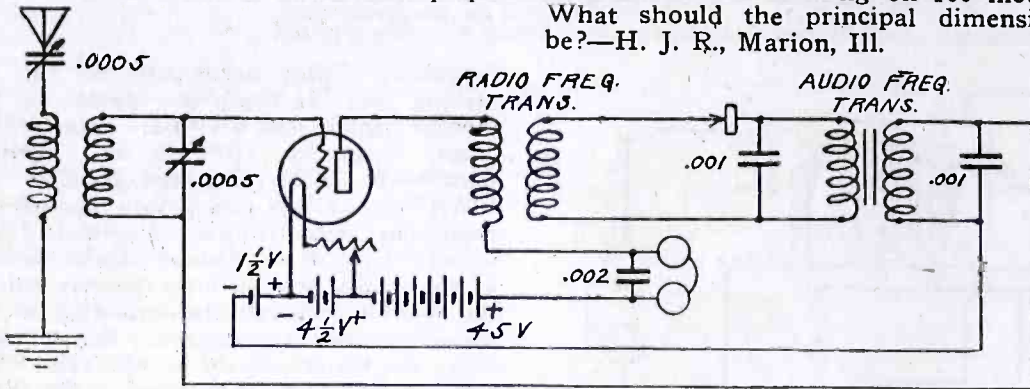 What should the principal dimensi
be?—H. J. R., Marion, Ill.
.0005
RADIO FREQ.
TRANS.
AUDIO FREQ.
TRANS.
.0005
.001
.001
.002
1½V
- +
- 4½V+
+
45V